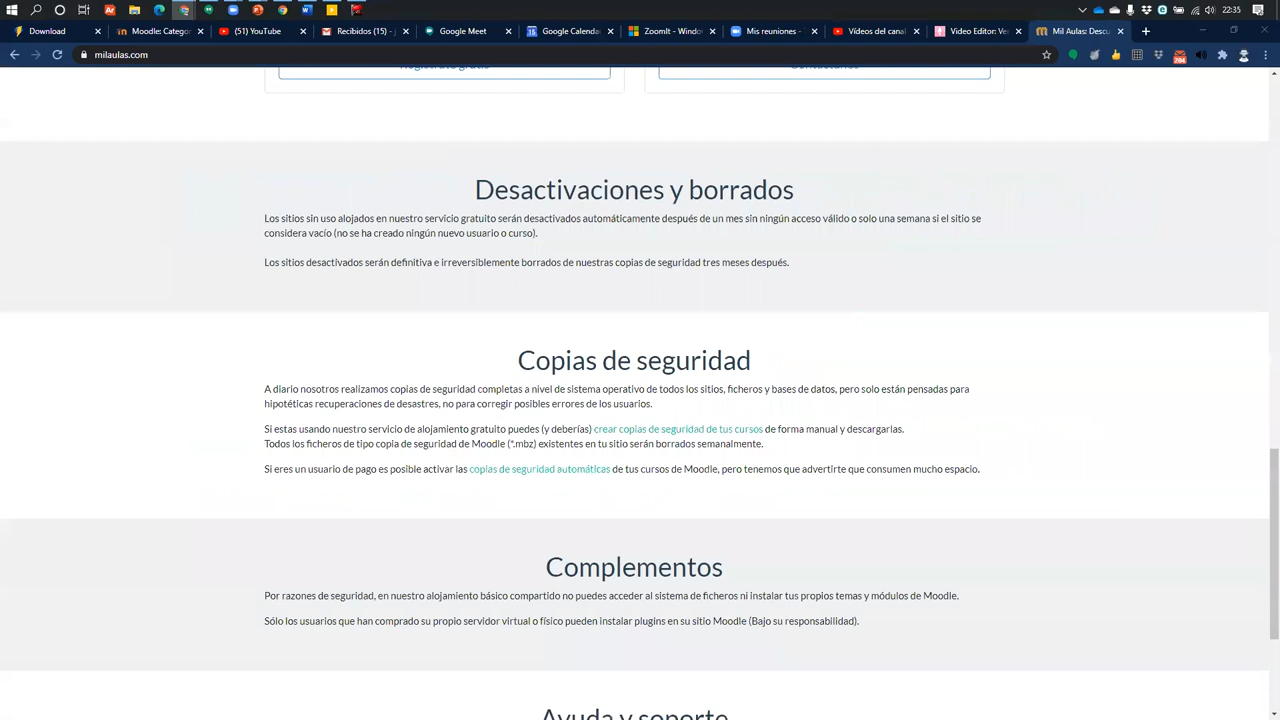 22:35
Download
Moodle: Categor
(51) YouTube
Recibidos (15) - j
Google Meet
Google Calenda
ZoomIt - Windov
Mis reuniones -
Vídeos del canal
Video Editor: Ve
Mil Aulas: Descu
milaulas.com
284
Regístrate gratis
Contáctanos
Desactivaciones y borrados
Los sitios sin uso alojados en nuestro servicio gratuito serán desactivados automáticamente después de un mes sin ningún acceso válido o solo una semana si el sitio se
considera vacío (no se ha creado ningún nuevo usuario o curso).
Los sitios desactivados serán definitiva e irreversiblemente borrados de nuestras copias de seguridad tres meses después.
Copias de seguridad
A diario nosotros realizamos copias de seguridad completas a nivel de sistema operativo de todos los sitios, ficheros y bases de datos, pero solo están pensadas para
hipotéticas recuperaciones de desastres, no para corregir posibles errores de los usuarios.
Si estas usando nuestro servicio de alojamiento gratuito puedes (y deberías) crear copias de seguridad de tus cursos de forma manual y descargarlas.
Todos los ficheros de tipo copia de seguridad de Moodle (*.mbz) existentes en tu sitio serán borrados semanalmente.
Si eres un usuario de pago es posible activar las copias de seguridad automáticas de tus cursos de Moodle, pero tenemos que advertirte que consumen mucho espacio.
Complementos
Por razones de seguridad, en nuestro alojamiento básico compartido no puedes acceder al sistema de ficheros ni instalar tus propios temas y módulos de Moodle.
Sólo los usuarios que han comprado su propio servidor virtual o físico pueden instalar plugins en su sitio Moodle (Bajo su responsabilidad).
Ayuda y soporte